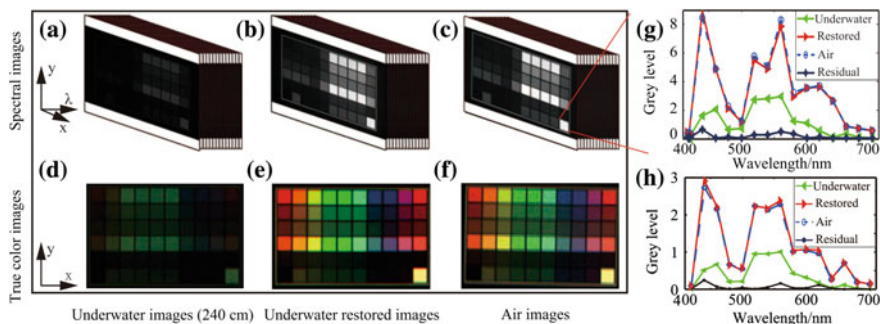 Spectral images
(a)
(b)
(c)
y
λ
x
True color images
(d)
(e)
(f)
y
x
Underwater images (240 cm)
Underwater restored images
Air images
(g)
8
6
4
2
0
Grey level
Underwater
Restored
Air
Residual
400
500
600
700
Wavelength/nm
(h)
3
2
1
0
Grey level
Underwater
Restored
Air
Residual
400
500
600
700
Wavelength/nm